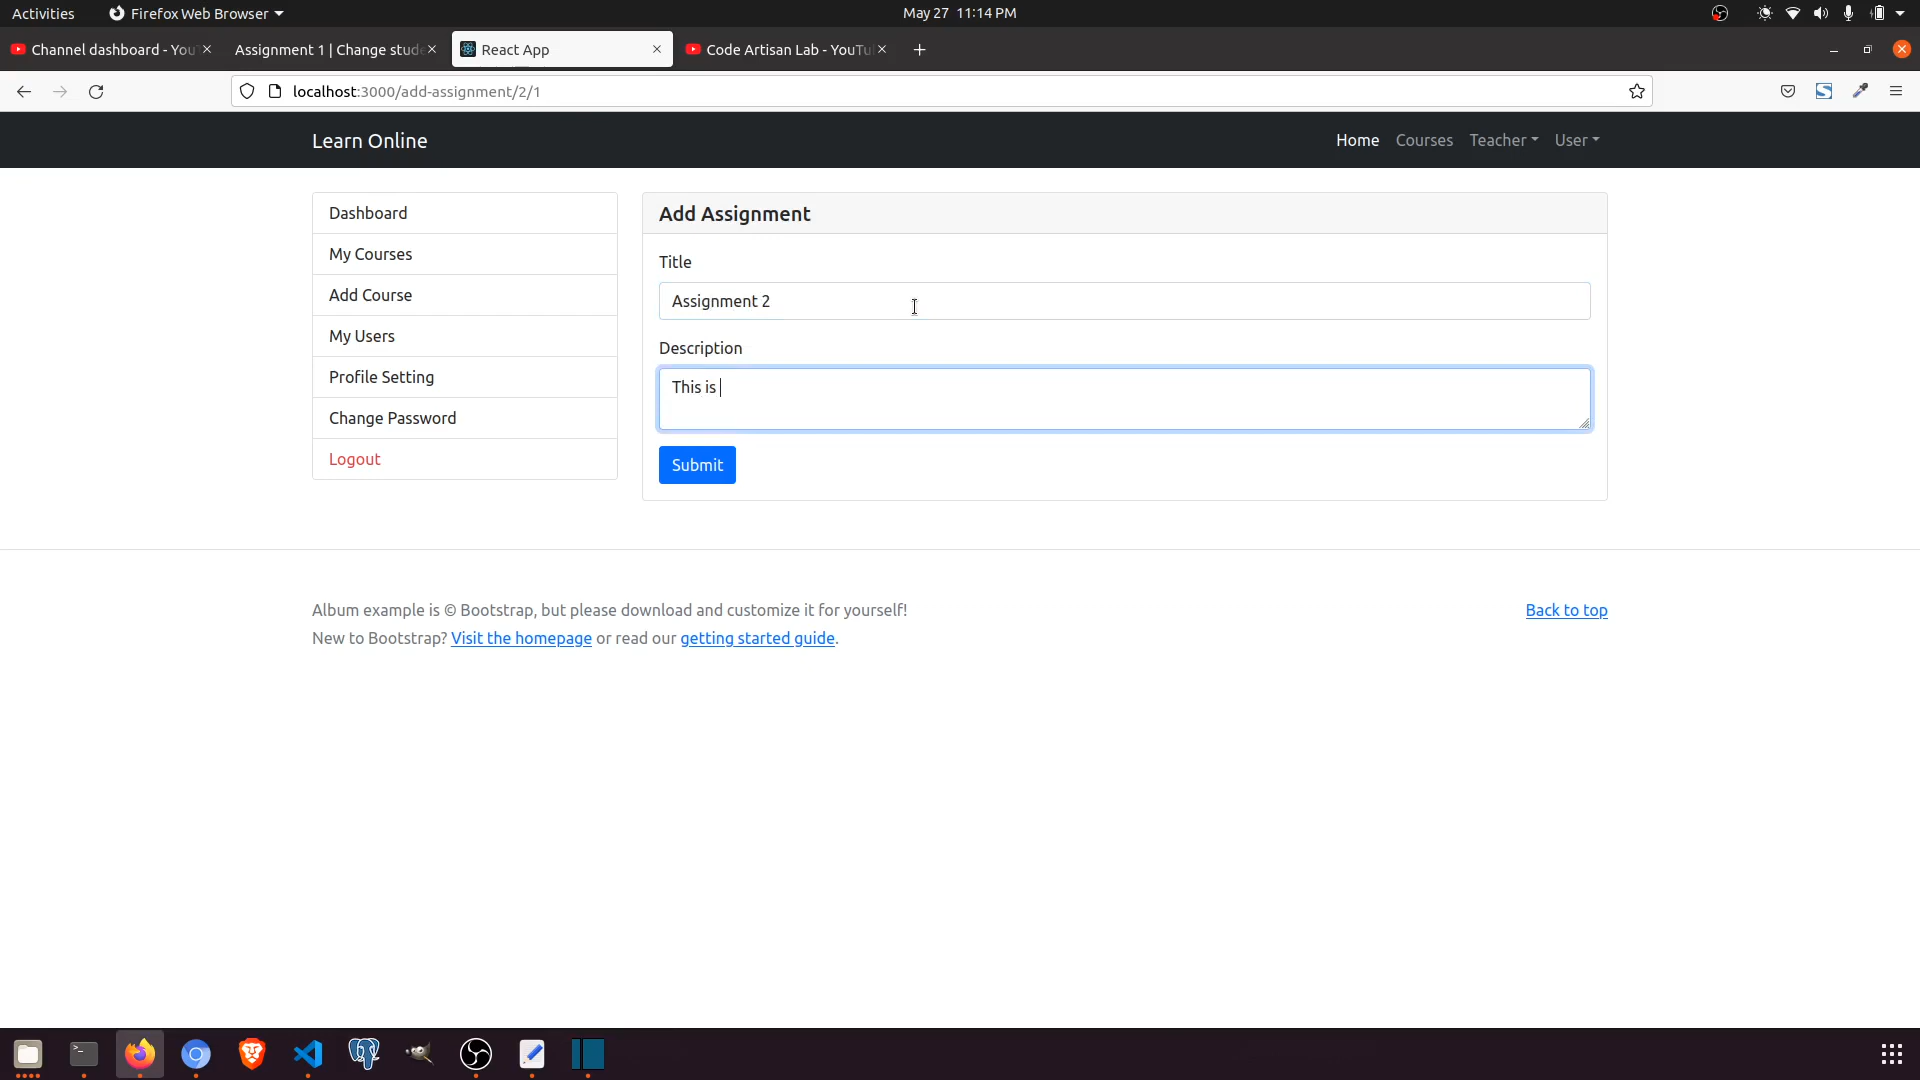 Activities
Firefox Web Browser
May 27 11:14 PM
Channel dashboard - You
Assignment 1 | Change stude
React App
Code Artisan Lab - YouTu
localhost:3000/add-assignment/2/1
Learn Online
Home
Courses
Teacher
User
Dashboard
My Courses
Add Course
My Users
Profile Setting
Change Password
Logout
Add Assignment
Title
Assignment 2
Description
This is
Submit
Album example is © Bootstrap, but please download and customize it for yourself!
New to Bootstrap? Visit the homepage or read our getting started guide.
Back to top